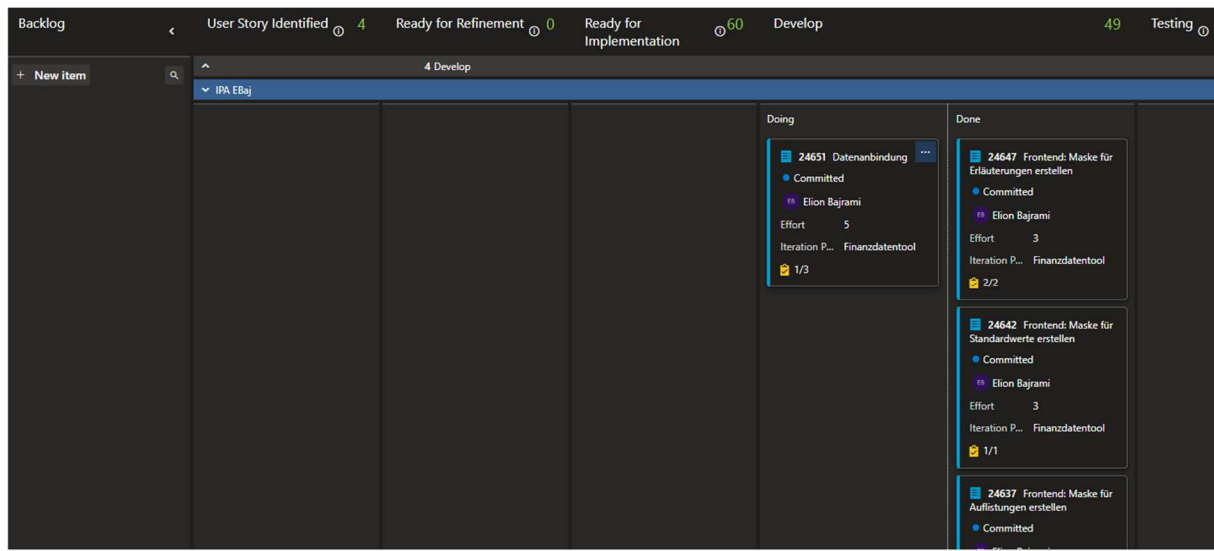 Backlog
User Story Identified 4
Ready for Refinement 0
Ready for
Implementation
60
Develop 49
Testing
+ New item
4 Develop
IPA EBaj
Doing
24651 Datenanbindung ...
Committed
EB Elion Bajrami
Effort 5
Iteration P... Finanzdatentool
1/3
Done
24647 Frontend: Maske für
Erläuterungen erstellen
Committed
EB Elion Bajrami
Effort 3
Iteration P... Finanzdatentool
2/2
24642 Frontend: Maske für
Standardwerte erstellen
Committed
EB Elion Bajrami
Effort 3
Iteration P... Finanzdatentool
1/1
24637 Frontend: Maske für
Auflistungen erstellen
Committed